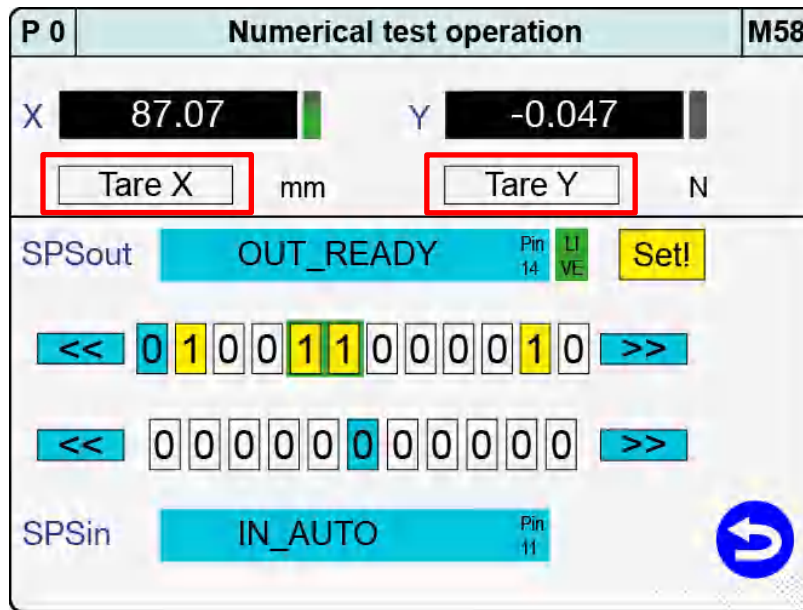 P 0 Numerical test operation M58
X 87.07 Y -0.047
Tare X mm Tare Y N
SPSout OUT_READY Pin 14 LI VE Set!
<< 0 1 0 0 1 1 0 0 0 0 1 0 >>
<< 0 0 0 0 0 0 0 0 0 0 0 >>
SPSin IN_AUTO Pin 11